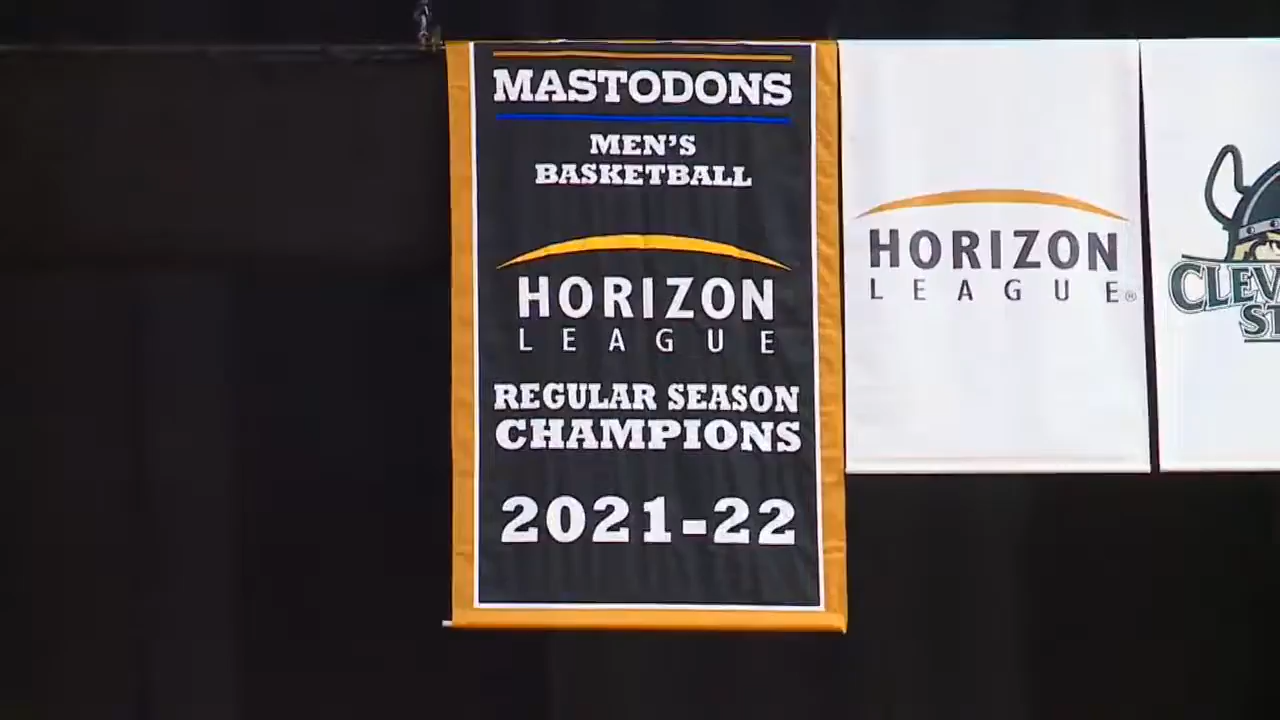 MASTODONS
MEN'S
BASKETBALL
HORIZON
LEAGUE
REGULAR SEASON
CHAMPIONS
2021-22
HORIZON
LEAGUE®